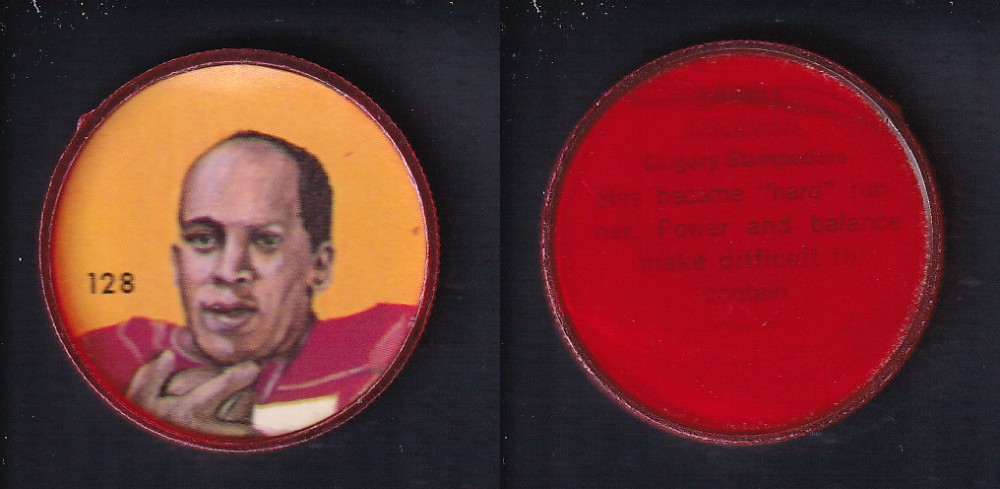 128
Calgary Stampeders
Has become "hard" run-
ner. Power and balance
make difficult to
contain.